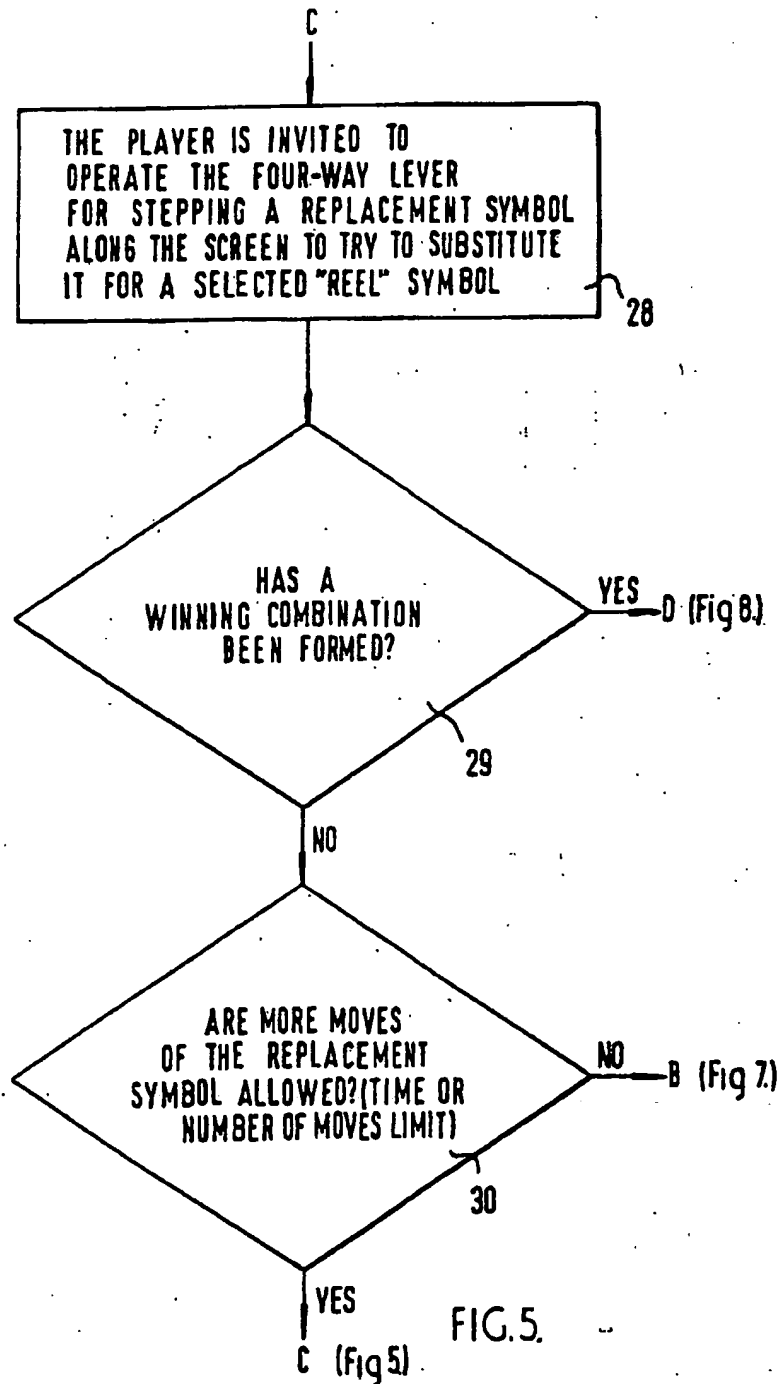 C
THE PLAYER IS INVITED TO
OPERATE THE FOUR-WAY LEVER
FOR STEPPING A REPLACEMENT SYMBOL
ALONG THE SCREEN TO TRY TO SUBSTITUTE
IT FOR A SELECTED "REEL" SYMBOL
28
HAS A
WINNING COMBINATION
BEEN FORMED?
YES
D (Fig 8.)
29
NO
ARE MORE MOVES
OF THE REPLACEMENT
SYMBOL ALLOWED?(TIME OR
NUMBER OF MOVES LIMIT)
NO
B (Fig 7.)
30
YES
C (Fig 5.)
FIG.5.